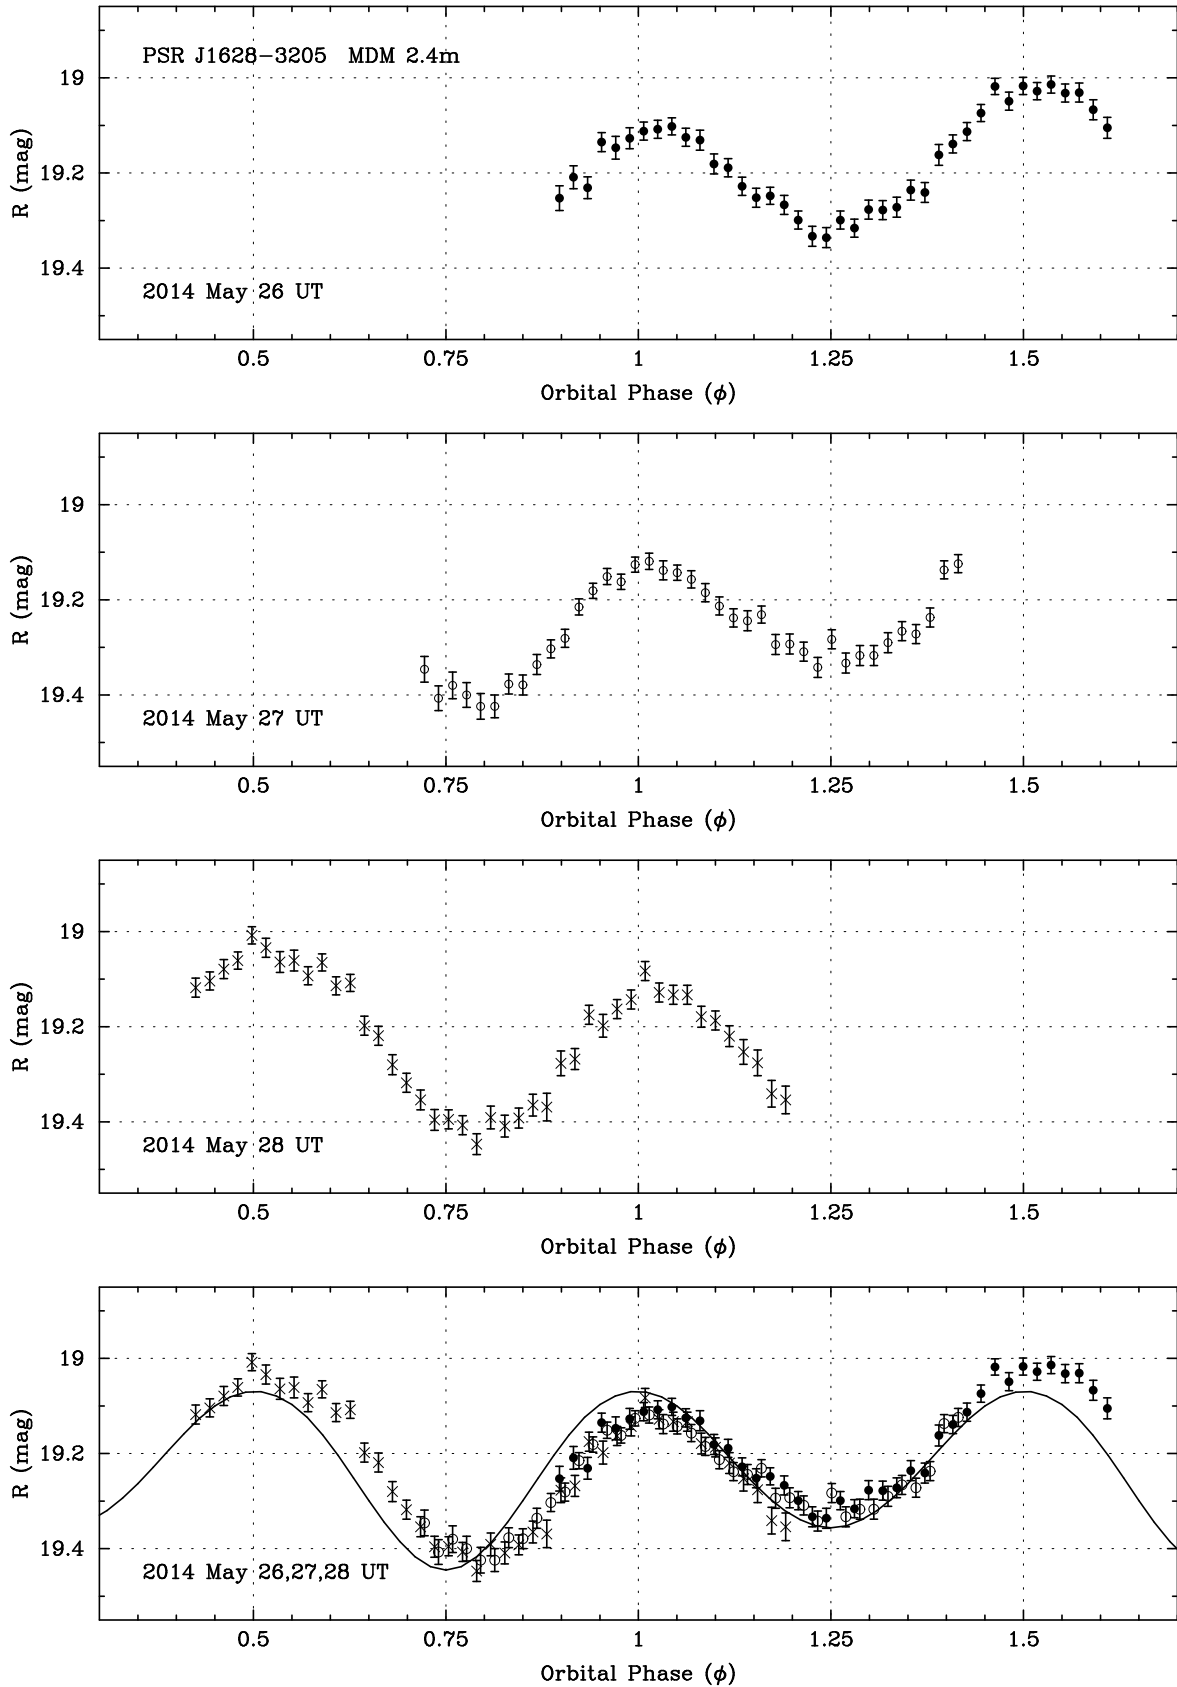 PSR J1628−3205 MDM 2.4m
19
19.2
19.4
R (mag)
2014 May 26 UT
0.5 0.75 1 1.25 1.5
Orbital Phase (ϕ)
19
19.2
19.4
R (mag)
2014 May 27 UT
0.5 0.75 1 1.25 1.5
Orbital Phase (ϕ)
19
19.2
19.4
R (mag)
2014 May 28 UT
0.5 0.75 1 1.25 1.5
Orbital Phase (ϕ)
19
19.2
19.4
R (mag)
2014 May 26,27,28 UT
0.5 0.75 1 1.25 1.5
Orbital Phase (ϕ)